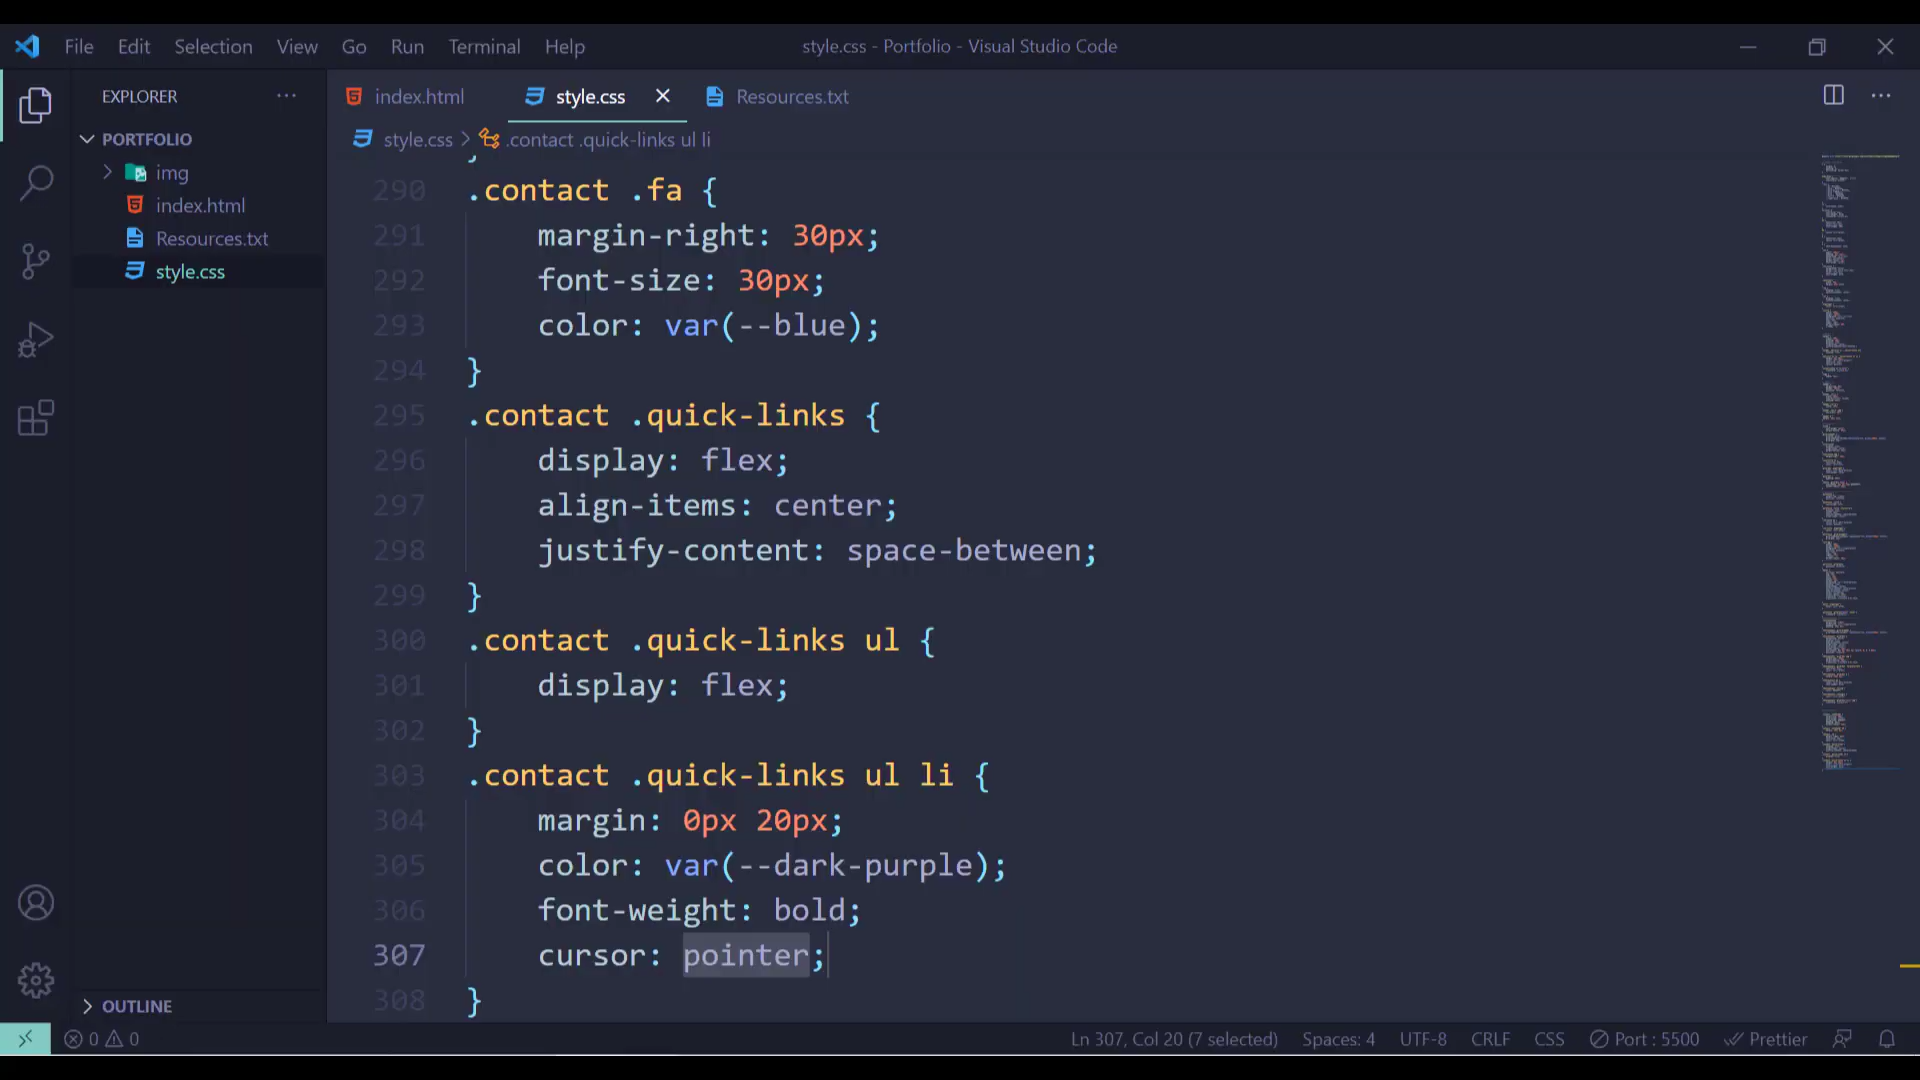 File Edit Selection View Go Run Terminal Help
style.css - Portfolio - Visual Studio Code
EXPLORER
PORTFOLIO
img
index.html
Resources.txt
style.css
OUTLINE
index.html style.css Resources.txt
style.css > .contact .quick-links ul li
290 .contact .fa {
291 margin-right: 30px;
292 font-size: 30px;
293 color: var(--blue);
294 }
295 .contact .quick-links {
296 display: flex;
297 align-items: center;
298 justify-content: space-between;
299 }
300 .contact .quick-links ul {
301 display: flex;
302 }
303 .contact .quick-links ul li {
304 margin: 0px 20px;
305 color: var(--dark-purple);
306 font-weight: bold;
307 cursor: pointer;
308 }
0 0 Ln 307, Col 20 (7 selected) Spaces: 4 UTF-8 CRLF CSS Port : 5500 Prettier